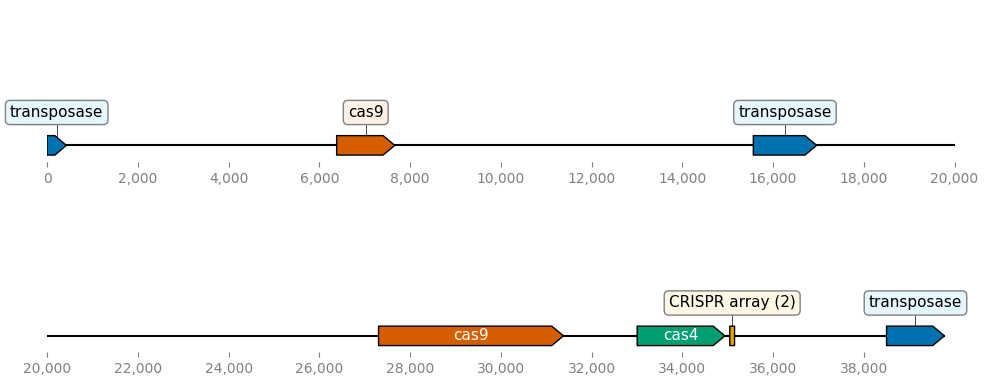 transposase cas9 transposase
0 2,000 4,000 6,000 8,000 10,000 12,000 14,000 16,000 18,000 20,000
CRISPR array (2) transposase
cas9 cas4
20,000 22,000 24,000 26,000 28,000 30,000 32,000 34,000 36,000 38,000